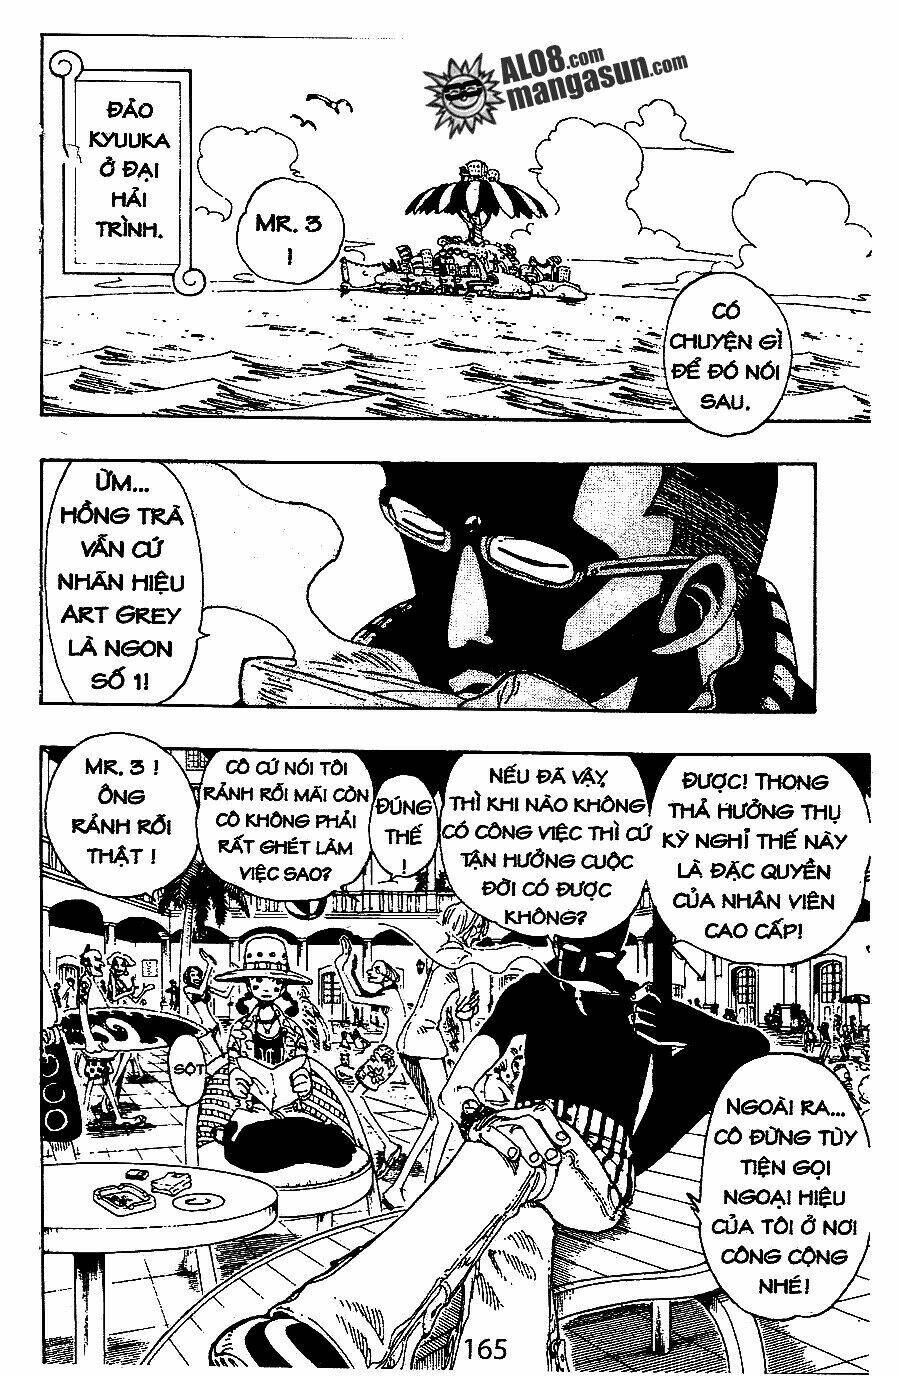 AL08.com
mangasun.com
ĐẢO
KYUUKA
Ở ĐẠI
HẢI
TRÌNH.
MR. 3
!
CÓ
CHUYỆN GÌ
ĐỂ ĐÓ NÓI
SAU.
ỪM...
HỒNG TRÀ
VẪN CỨ
NHÃN HIỆU
ART GREY
LÀ NGON
SỐ 1!
MR. 3 !
ÔNG
RẢNH RỖI
THẬT !
CÔ CỨ NÓI TÔI
RẢNH RỖI MÃI CÒN
CÔ KHÔNG PHẢI
RẤT GHÉT LÀM
VIỆC SAO?
ĐÚNG
THẾ
!
NẾU ĐÃ VẬY,
THÌ KHI NÀO KHÔNG
CÓ CÔNG VIỆC THÌ CỨ
TẬN HƯỞNG CUỘC
ĐỜI CÓ ĐƯỢC
KHÔNG?
ĐƯỢC! THONG
THẢ HƯỞNG THỤ
KỲ NGHỈ THẾ NÀY
LÀ ĐẶC QUYỀN
CỦA NHÂN VIÊN
CAO CẤP!
SỘT
NGOÀI RA...
CÔ ĐỪNG TÙY
TIỆN GỌI
NGOẠI HIỆU
CỦA TÔI Ở NƠI
CÔNG CỘNG
NHÉ!
165